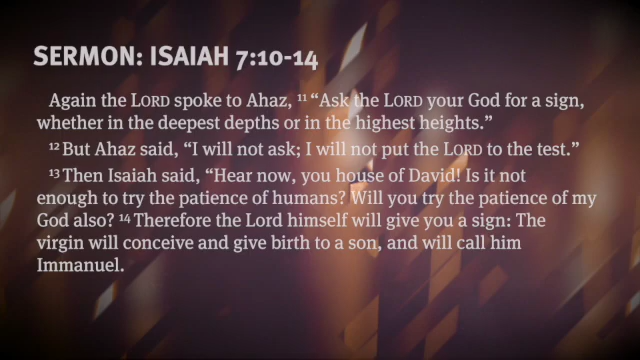 SERMON: ISAIAH 7:10-14
Again the LORD spoke to Ahaz, ¹¹ “Ask the LORD your God for a sign,
whether in the deepest depths or in the highest heights.”
¹² But Ahaz said, “I will not ask; I will not put the LORD to the test.”
¹³ Then Isaiah said, “Hear now, you house of David! Is it not
enough to try the patience of humans? Will you try the patience of my
God also? ¹⁴ Therefore the Lord himself will give you a sign: The
virgin will conceive and give birth to a son, and will call him
Immanuel.